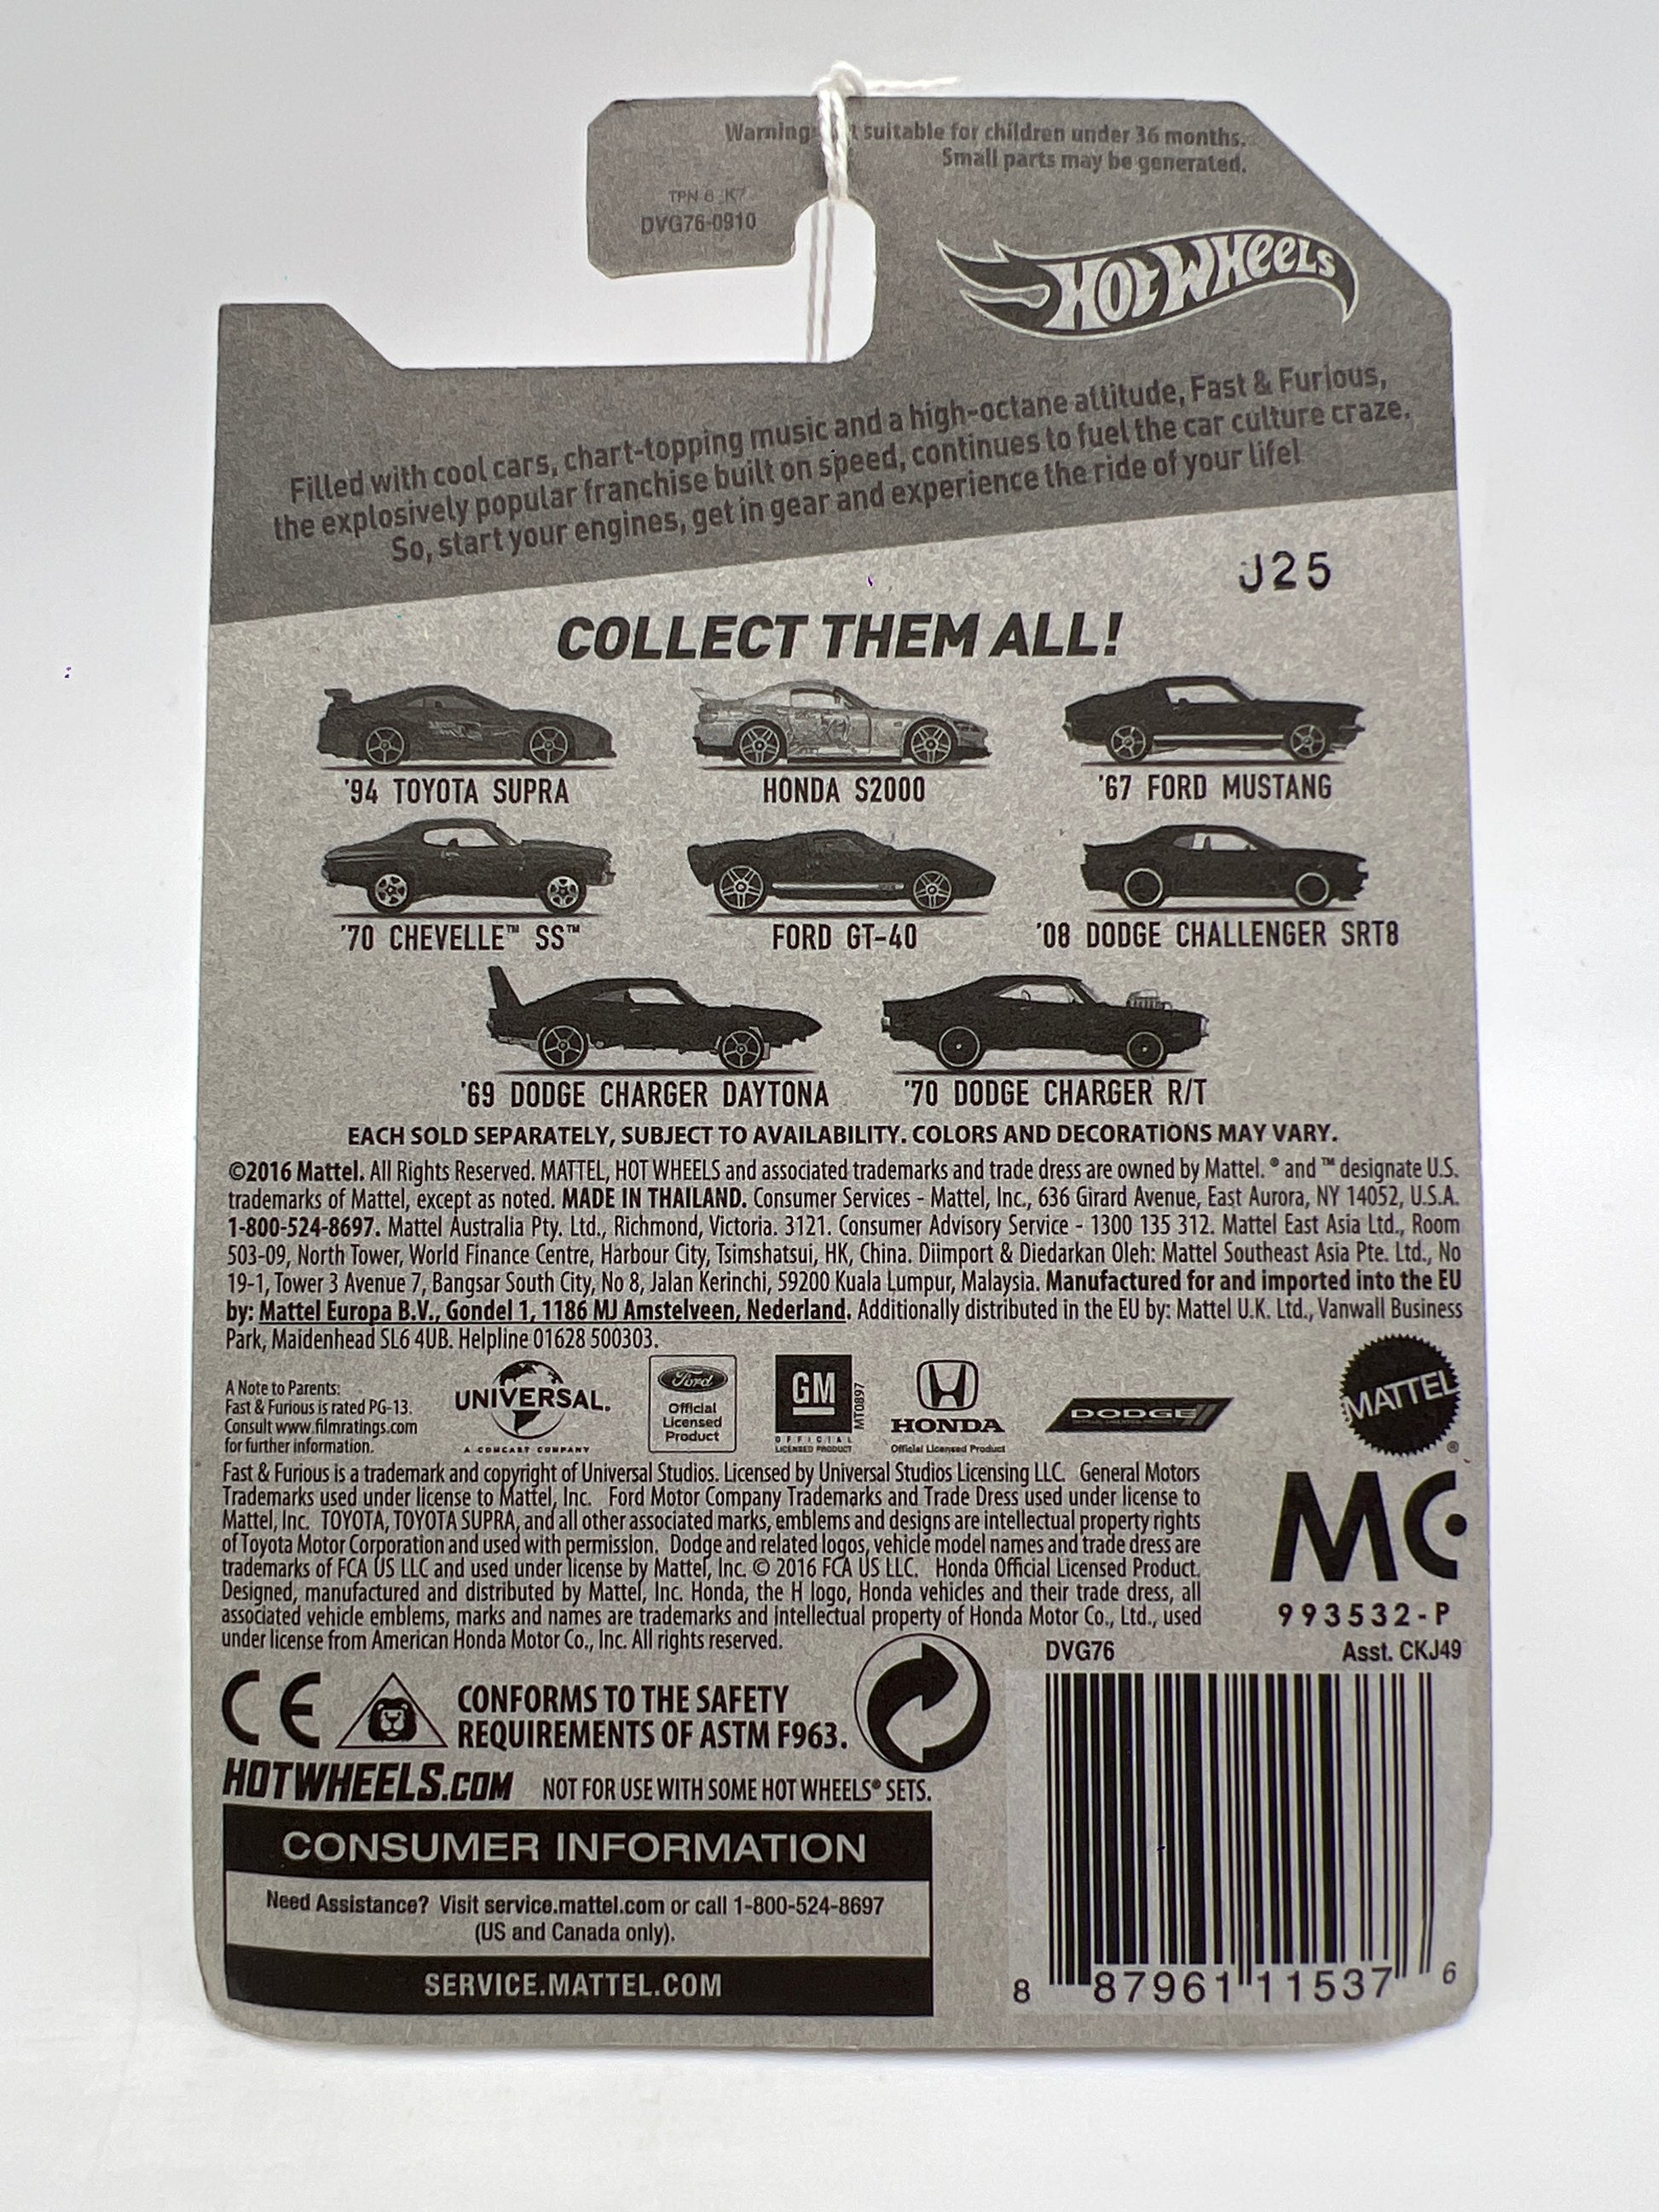 Warning: suitable for children under 36 months.
Small parts may be generated.
TPN 6 K7
DVG76-0910
Hot Wheels
Filled with cool cars, chart-topping music and a high-octane attitude, Fast & Furious,
the explosively popular franchise built on speed, continues to fuel the car culture craze.
So, start your engines, get in gear and experience the ride of your life!
J25
COLLECT THEM ALL!
'94 TOYOTA SUPRA
HONDA S2000
'67 FORD MUSTANG
'70 CHEVELLE™ SS™
FORD GT-40
'08 DODGE CHALLENGER SRT8
'69 DODGE CHARGER DAYTONA
'70 DODGE CHARGER R/T
EACH SOLD SEPARATELY, SUBJECT TO AVAILABILITY. COLORS AND DECORATIONS MAY VARY.
©2016 Mattel. All Rights Reserved. MATTEL, HOT WHEELS and associated trademarks and trade dress are owned by Mattel. ® and ™ designate U.S.
trademarks of Mattel, except as noted. MADE IN THAILAND. Consumer Services - Mattel, Inc., 636 Girard Avenue, East Aurora, NY 14052, U.S.A.
1-800-524-8697. Mattel Australia Pty. Ltd., Richmond, Victoria. 3121. Consumer Advisory Service - 1300 135 312. Mattel East Asia Ltd., Room
503-09, North Tower, World Finance Centre, Harbour City, Tsimshatsui, HK, China. Diimport & Diedarkan Oleh: Mattel Southeast Asia Pte. Ltd., No
19-1, Tower 3 Avenue 7, Bangsar South City, No 8, Jalan Kerinchi, 59200 Kuala Lumpur, Malaysia. Manufactured for and imported into the EU
by: Mattel Europa B.V., Gondel 1, 1186 MJ Amstelveen, Nederland. Additionally distributed in the EU by: Mattel U.K. Ltd., Vanwall Business
Park, Maidenhead SL6 4UB. Helpline 01628 500303.
A Note to Parents:
Fast & Furious is rated PG-13.
Consult www.filmratings.com
for further information.
UNIVERSAL
A COMCAST COMPANY
Ford
Official
Licensed
Product
GM
OFFICIAL
LICENSED PRODUCT
MT0897
HONDA
Official Licensed Product
DODGE
MATTEL®
Fast & Furious is a trademark and copyright of Universal Studios. Licensed by Universal Studios Licensing LLC. General Motors
Trademarks used under license to Mattel, Inc. Ford Motor Company Trademarks and Trade Dress used under license to
Mattel, Inc. TOYOTA, TOYOTA SUPRA, and all other associated marks, emblems and designs are intellectual property rights
of Toyota Motor Corporation and used with permission. Dodge and related logos, vehicle model names and trade dress are
trademarks of FCA US LLC and used under license by Mattel, Inc. © 2016 FCA US LLC. Honda Official Licensed Product.
Designed, manufactured and distributed by Mattel, Inc. Honda, the H logo, Honda vehicles and their trade dress, all
associated vehicle emblems, marks and names are trademarks and intellectual property of Honda Motor Co., Ltd., used
under license from American Honda Motor Co., Inc. All rights reserved.
MC
993532-P
DVG76
Asst. CKJ49
CE
CONFORMS TO THE SAFETY
REQUIREMENTS OF ASTM F963.
HOTWHEELS.COM NOT FOR USE WITH SOME HOT WHEELS® SETS.
CONSUMER INFORMATION
Need Assistance? Visit service.mattel.com or call 1-800-524-8697
(US and Canada only).
SERVICE.MATTEL.COM
8 87961 11537 6